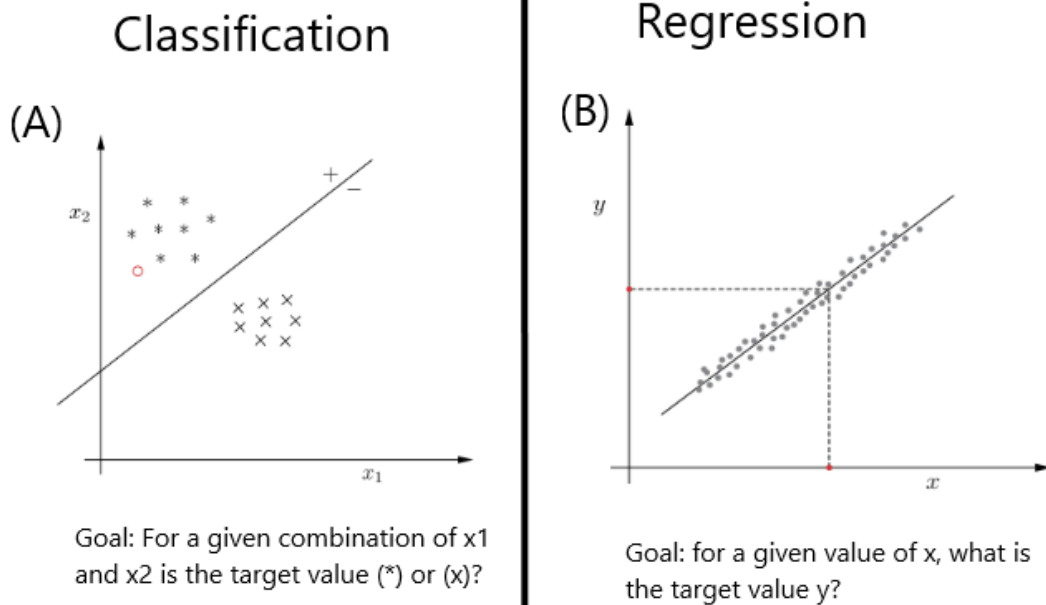 Classification
(A)
+
−
x₂
x₁
Goal: For a given combination of x1
and x2 is the target value (*) or (x)?
Regression
(B)
y
x
Goal: for a given value of x, what is
the target value y?